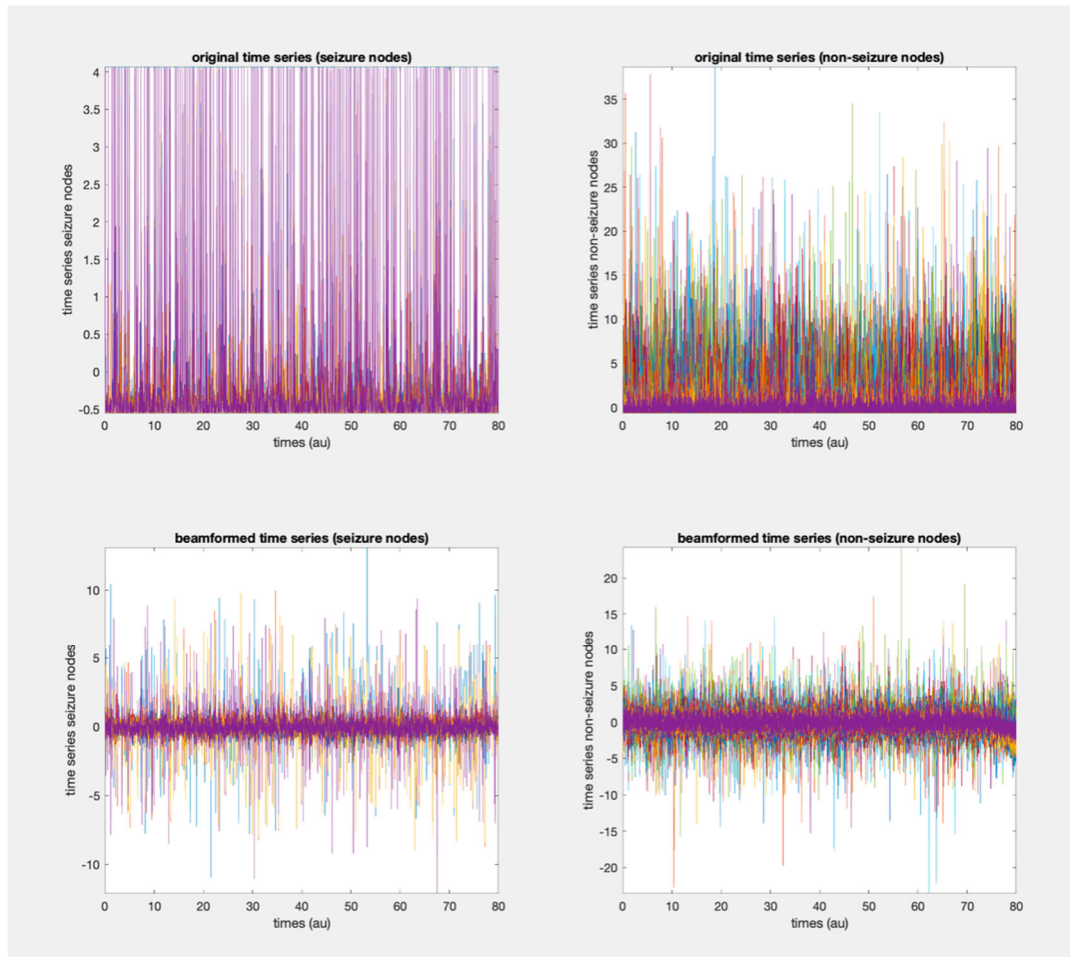 original time series (seizure nodes)
time series seizure nodes
4
3.5
3
2.5
2
1.5
1
0.5
0
-0.5
0 10 20 30 40 50 60 70 80
times (au)
original time series (non-seizure nodes)
time series non-seizure nodes
35
30
25
20
15
10
5
0
0 10 20 30 40 50 60 70 80
times (au)
beamformed time series (seizure nodes)
time series seizure nodes
10
5
0
-5
-10
0 10 20 30 40 50 60 70 80
times (au)
beamformed time series (non-seizure nodes)
time series non-seizure nodes
20
15
10
5
0
-5
-10
-15
-20
0 10 20 30 40 50 60 70 80
times (au)